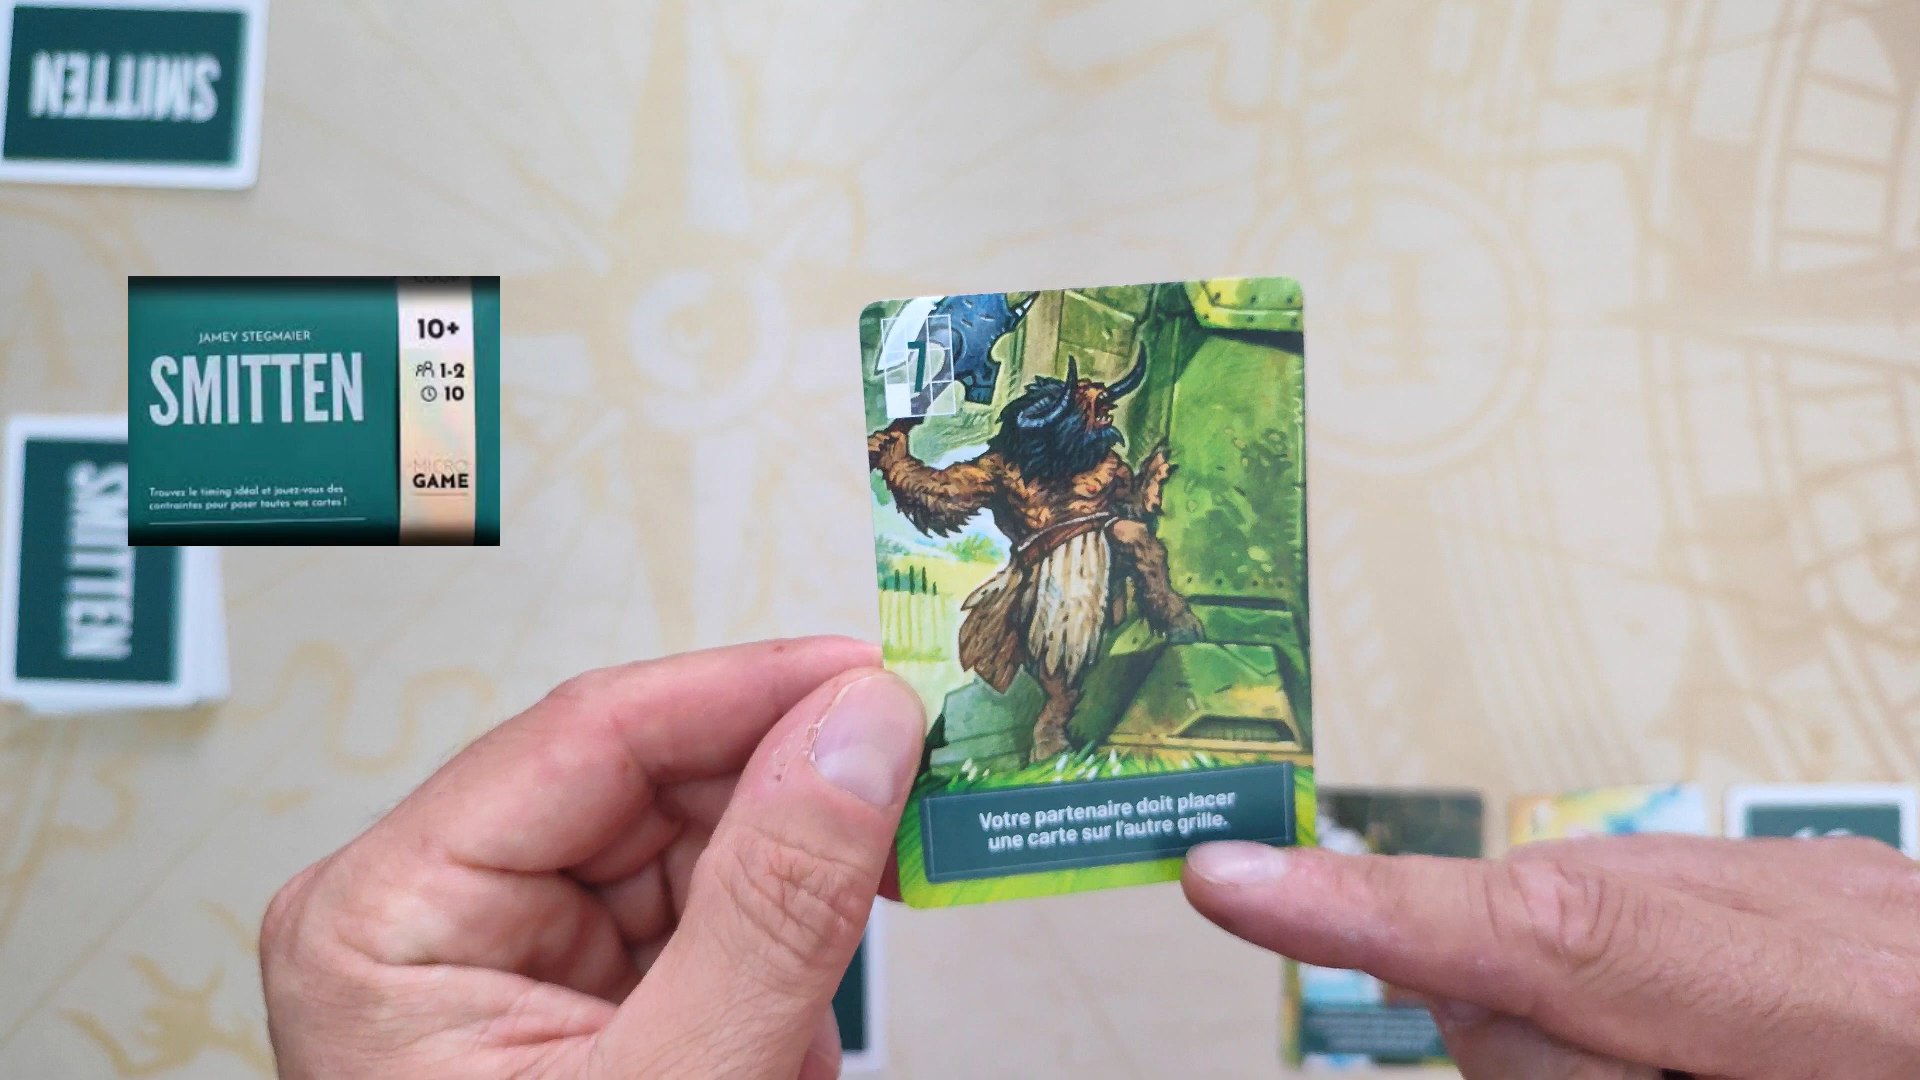 SMITTEN
JAMEY STEGMAIER
SMITTEN
Trouvez le timing idéal et jouez-vous des
contraintes pour poser toutes vos cartes !
10+
1-2
10
MICRO
GAME
SMITTEN
7
Votre partenaire doit placer
une carte sur l'autre grille.